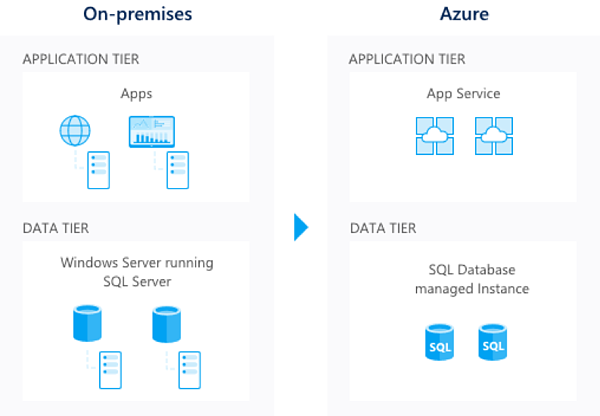 On-premises
APPLICATION TIER
Apps
DATA TIER
Windows Server running
SQL Server
Azure
APPLICATION TIER
App Service
DATA TIER
SQL Database
managed Instance
SQL
SQL